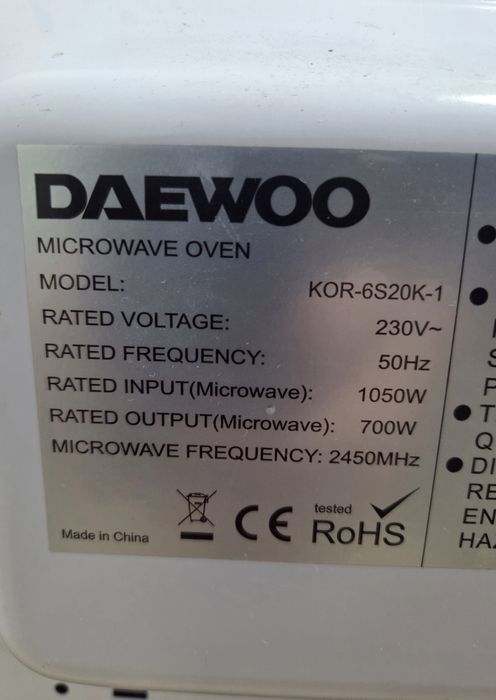 DAEWOO
MICROWAVE OVEN
MODEL: KOR-6S20K-1
RATED VOLTAGE: 230V~
RATED FREQUENCY: 50Hz
RATED INPUT(Microwave): 1050W
RATED OUTPUT(Microwave): 700W
MICROWAVE FREQUENCY: 2450MHz
Made in China
CE
tested
RoHS